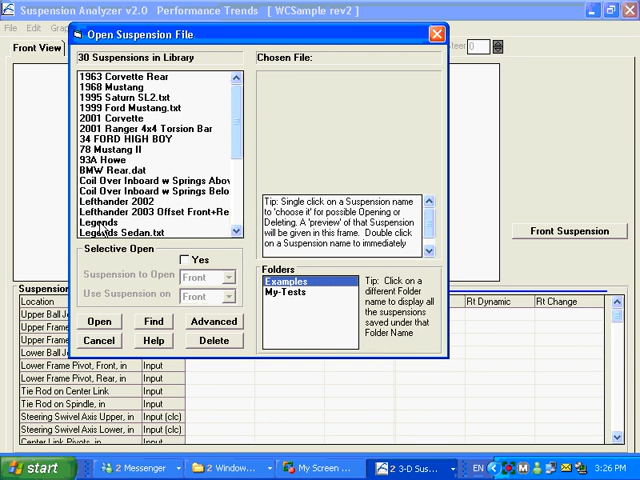 Suspension Analyzer v2.0   Performance Trends   [ WCSample rev2 ]
File Edit
Front View
Steer 0
Open Suspension File
30 Suspensions in Library
1963 Corvette Rear
1968 Mustang
1995 Saturn SL2.txt
1999 Ford Mustang.txt
2001 Corvette
2001 Ranger 4x4 Torsion Bar
34 FORD HIGH BOY
78 Mustang II
93A Howe
BMW Rear.dat
Coil Over Inboard w Springs Abov
Coil Over Inboard w Springs Belo
Lefthander 2002
Lefthander 2003 Offset Front+Re
Legends
Legends Sedan.txt
Selective Open
Yes
Suspension to Open Front
Use Suspension on Front
Open Find Advanced
Cancel Help Delete
Chosen File:
Tip: Single click on a Suspension name
to 'choose it' for possible Opening or
Deleting. A 'preview' of that Suspension
will be given in this frame. Double click
on a Suspension name to immediately
Folders
Examples
My-Tests
Tip: Click on
a different
Folder
name to display all
the suspensions
saved under that
Folder Name
Front Suspension
Suspension
Location Rt Dynamic Rt Change
Upper Ball
Upper Frame
Upper Frame
Lower Ball
Lower Frame Pivot, Front, in Input
Lower Frame Pivot, Rear, in Input
Tie Rod on Center Link Input
Tie Rod on Spindle, in Input
Steering Swivel Axis Upper, in Input (clc)
Steering Swivel Axis Lower, in Input (clc)
Center Link Pivots, in Input
start 2 Messenger 2 Window... My Screen ... 2 3-D Sus... EN 3:26 PM